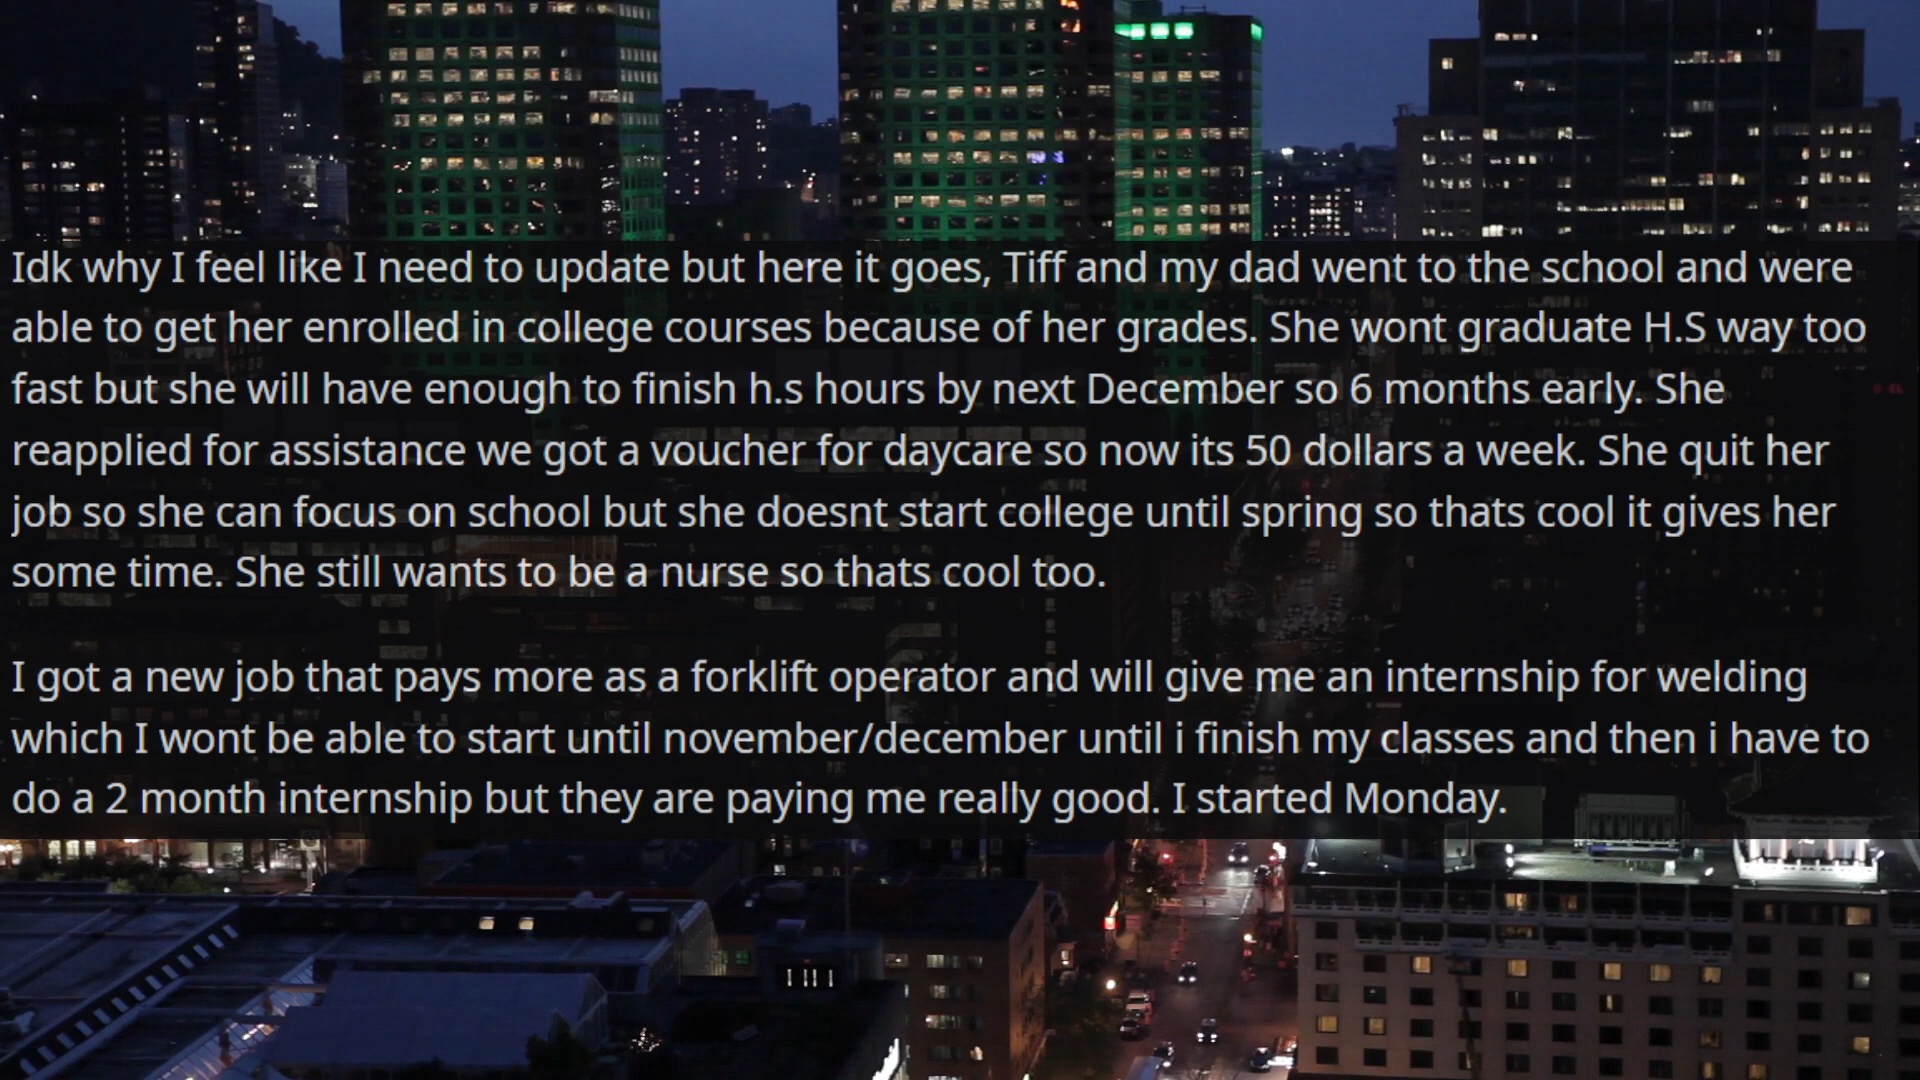 Idk why I feel like I need to update but here it goes, Tiff and my dad went to the school and were
able to get her enrolled in college courses because of her grades. She wont graduate H.S way too
fast but she will have enough to finish h.s hours by next December so 6 months early. She
reapplied for assistance we got a voucher for daycare so now its 50 dollars a week. She quit her
job so she can focus on school but she doesnt start college until spring so thats cool it gives her
some time. She still wants to be a nurse so thats cool too.
I got a new job that pays more as a forklift operator and will give me an internship for welding
which I wont be able to start until november/december until i finish my classes and then i have to
do a 2 month internship but they are paying me really good. I started Monday.